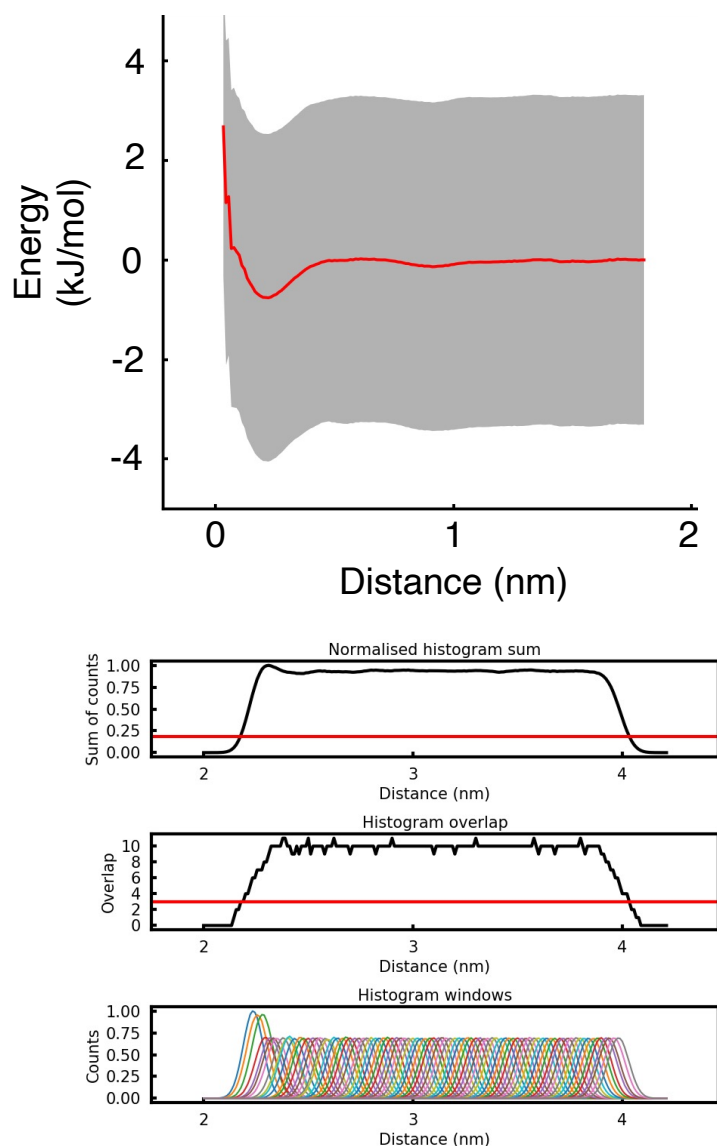 4
2
0
-2
-4
Energy
(kJ/mol)
0 1 2
Distance (nm)
Normalised histogram sum
1.00
0.75
0.50
0.25
0.00
Sum of counts
2 3 4
Distance (nm)
Histogram overlap
10
8
6
4
2
0
Overlap
2 3 4
Distance (nm)
Histogram windows
1.00
0.75
0.50
0.25
0.00
Counts
2 3 4
Distance (nm)